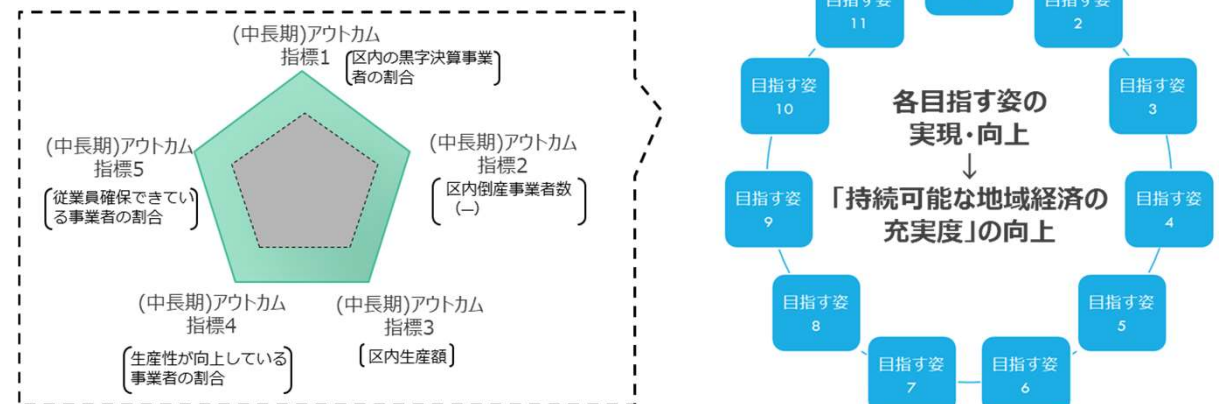 (中長期)アウトカム
指標1
区内の黒字決算事業
者の割合
(中長期)アウトカム
指標2
区内倒産事業者数
(―)
(中長期)アウトカム
指標3
区内生産額
(中長期)アウトカム
指標4
生産性が向上している
事業者の割合
(中長期)アウトカム
指標5
従業員確保できてい
る事業者の割合
目指す姿
11
目指す姿
2
目指す姿
10
目指す姿
3
各目指す姿の
実現・向上
↓
「持続可能な地域経済の
充実度」の向上
目指す姿
9
目指す姿
4
目指す姿
8
目指す姿
5
目指す姿
7
目指す姿
6